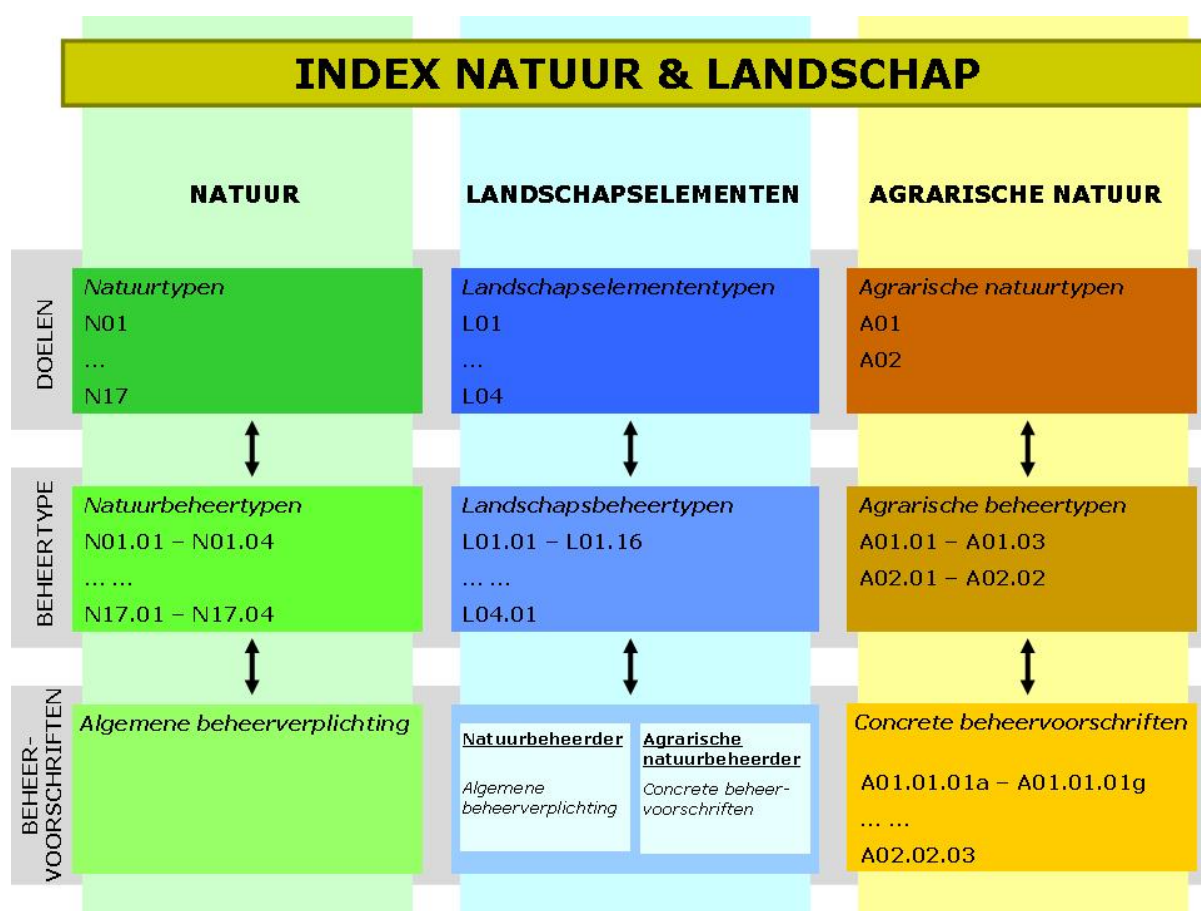 INDEX NATUUR & LANDSCHAP
NATUUR
LANDSCHAPSELEMENTEN
AGRARISCHE NATUUR
DOELEN
Natuurtypen
N01
...
N17
Landschapselemententypen
L01
...
L04
Agrarische natuurtypen
A01
A02
BEHEERTYPE
Natuurbeheertypen
N01.01 – N01.04
... ...
N17.01 – N17.04
Landschapsbeheertypen
L01.01 – L01.16
... ...
L04.01
Agrarische beheertypen
A01.01 – A01.03
A02.01 – A02.02
BEHEER-
VOORSCHRIFTEN
Algemene beheerverplichting
Natuurbeheerder
Algemene
beheerverplichting
Agrarische
natuurbeheerder
Concrete beheer-
voorschriften
Concrete beheervoorschriften
A01.01.01a – A01.01.01g
... ...
A02.02.03